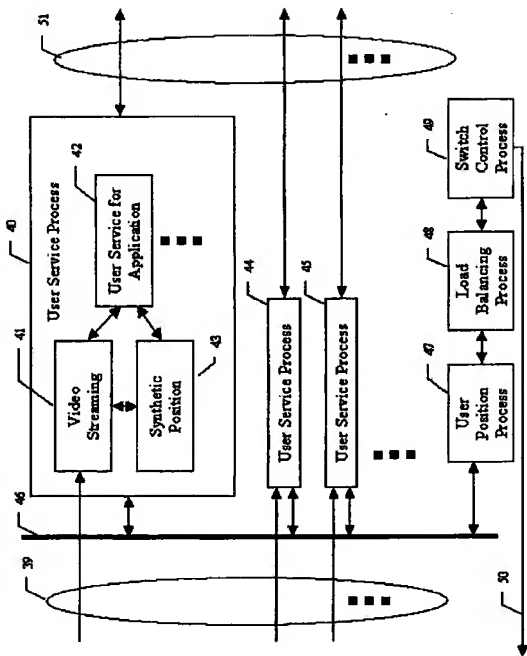 51
40
User Service Process
42
User Service for
Application
41
Video
Streaming
43
Synthetic
Position
46
44
User Service Process
45
User Service Process
39
47
User
Position
Process
48
Load
Balancing
Process
49
Switch
Control
Process
50